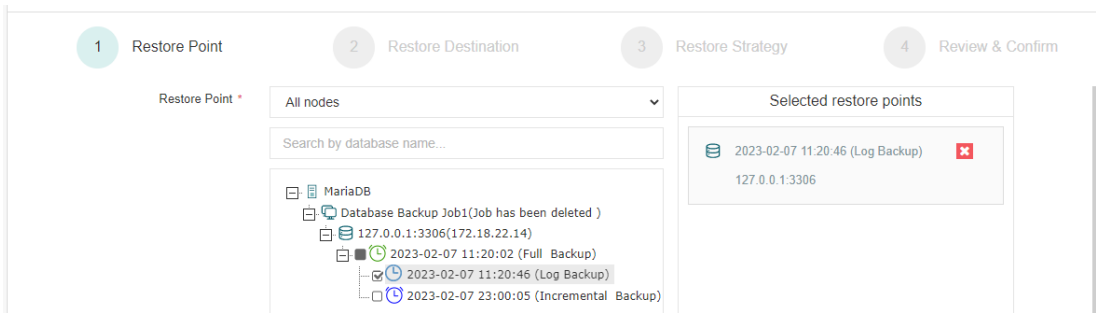 1 Restore Point 2 Restore Destination 3 Restore Strategy 4 Review & Confirm
Restore Point * All nodes
Search by database name...
MariaDB
Database Backup Job1(Job has been deleted )
127.0.0.1:3306(172.18.22.14)
2023-02-07 11:20:02 (Full Backup)
2023-02-07 11:20:46 (Log Backup)
2023-02-07 23:00:05 (Incremental Backup)
Selected restore points
2023-02-07 11:20:46 (Log Backup)
127.0.0.1:3306